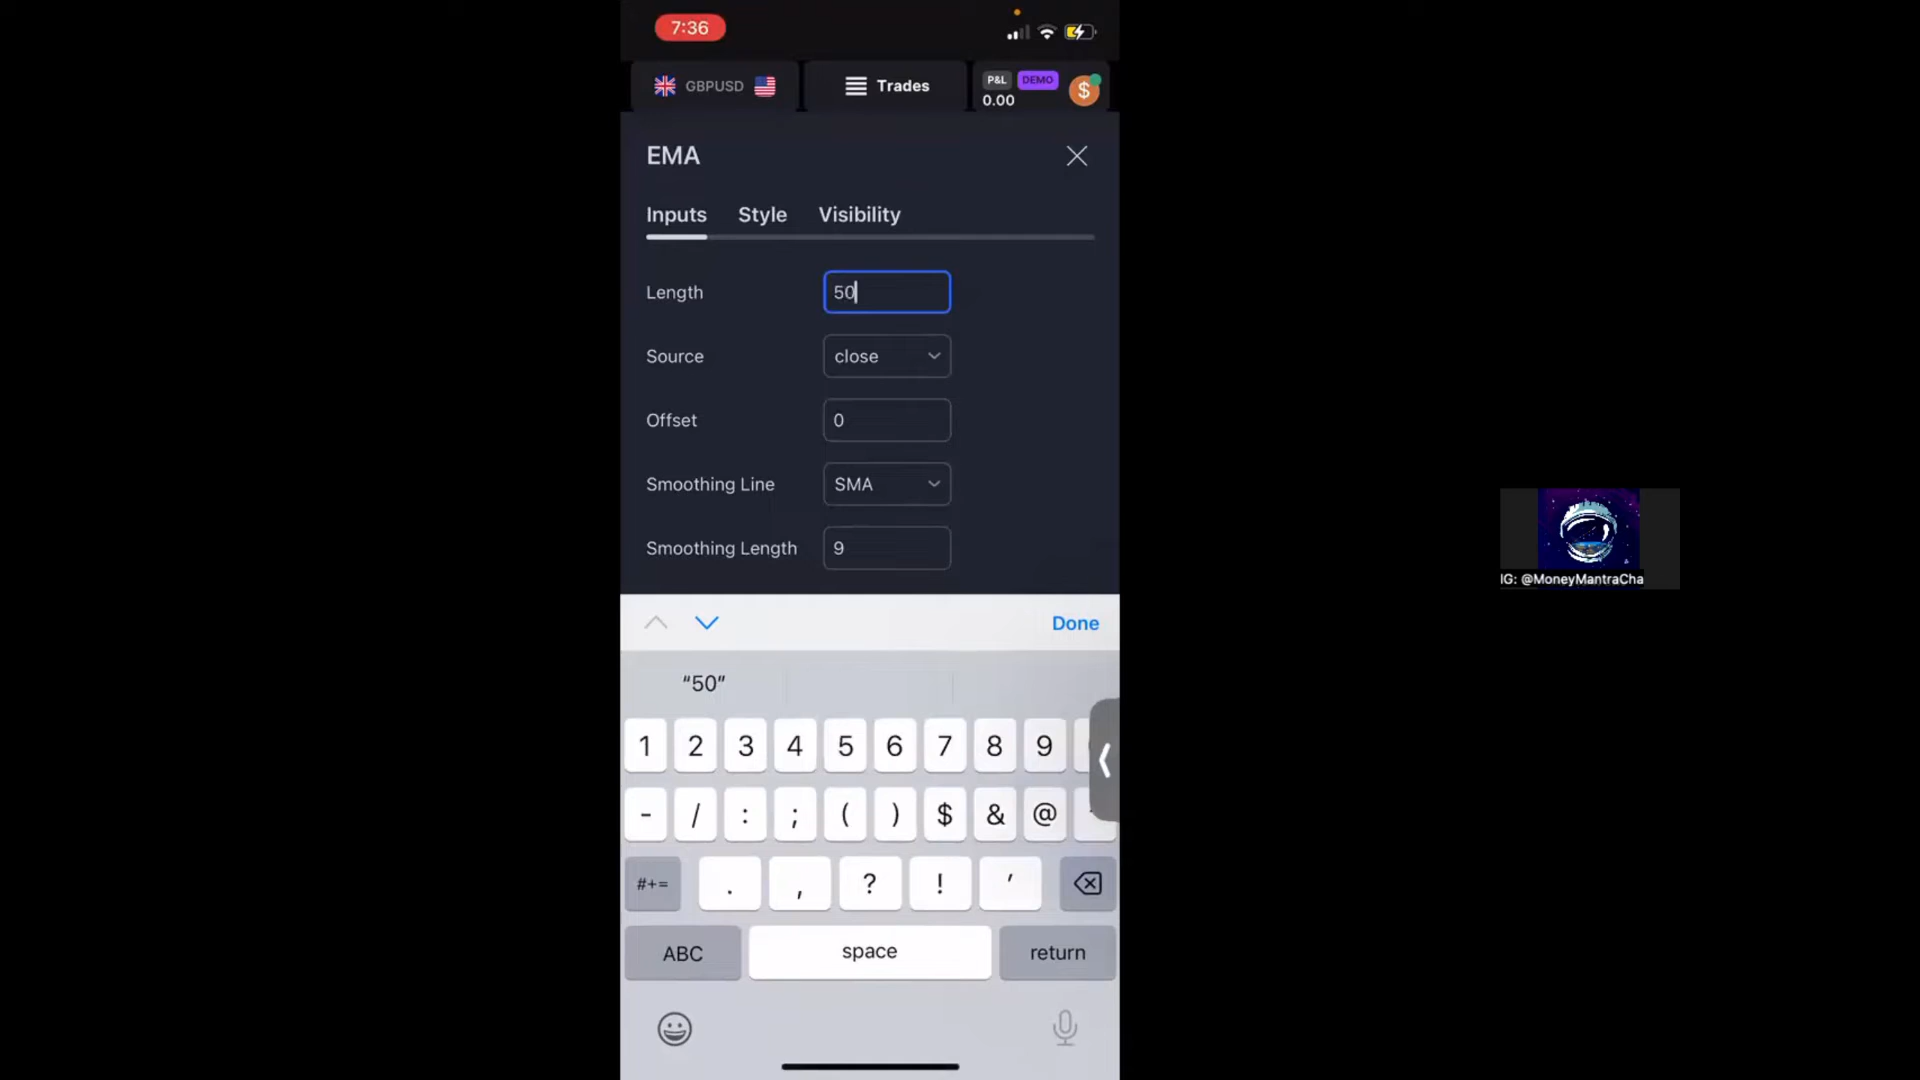 7:36
GBPUSD
Trades
P&L
DEMO
0.00
$
EMA
Inputs
Style
Visibility
Length
50
Source
close
Offset
0
Smoothing Line
SMA
Smoothing Length
9
Done
“50”
1 2 3 4 5 6 7 8 9
- / : ; ( ) $ & @
#+= . , ? ! ’
ABC
space
return
IG: @MoneyMantraCha